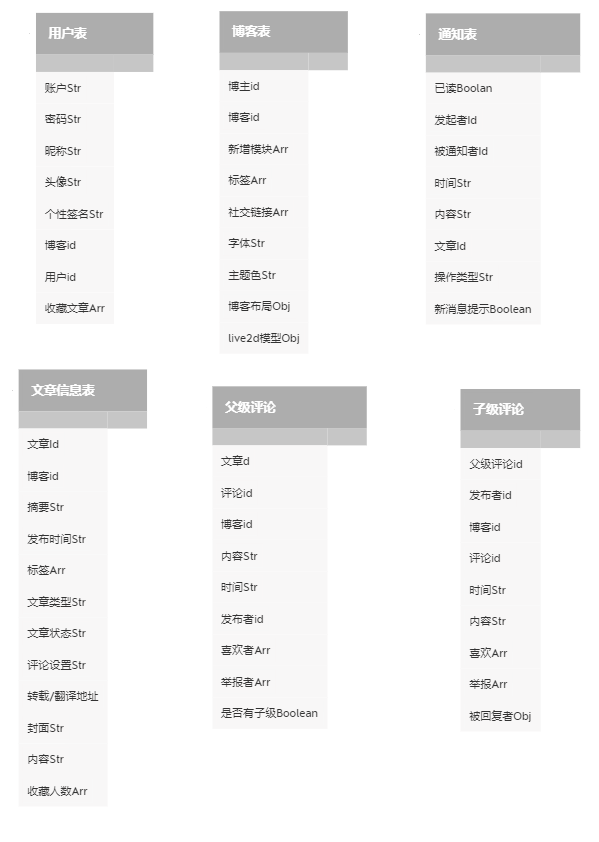 用户表
账户Str
密码Str
昵称Str
头像Str
个性签名Str
博客id
用户id
收藏文章Arr
博客表
博主id
博客id
新增模块Arr
标签Arr
社交链接Arr
字体Str
主题色Str
博客布局Obj
live2d模型Obj
通知表
已读Boolan
发起者Id
被通知者Id
时间Str
内容Str
文章Id
操作类型Str
新消息提示Boolean
文章信息表
文章Id
博客id
摘要Str
发布时间Str
标签Arr
文章类型Str
文章状态Str
评论设置Str
转载/翻译地址
封面Str
内容Str
收藏人数Arr
父级评论
文章d
评论id
博客id
内容Str
时间Str
发布者id
喜欢者Arr
举报者Arr
是否有子级Boolean
子级评论
父级评论id
发布者id
博客id
评论id
时间Str
内容Str
喜欢Arr
举报Arr
被回复者Obj